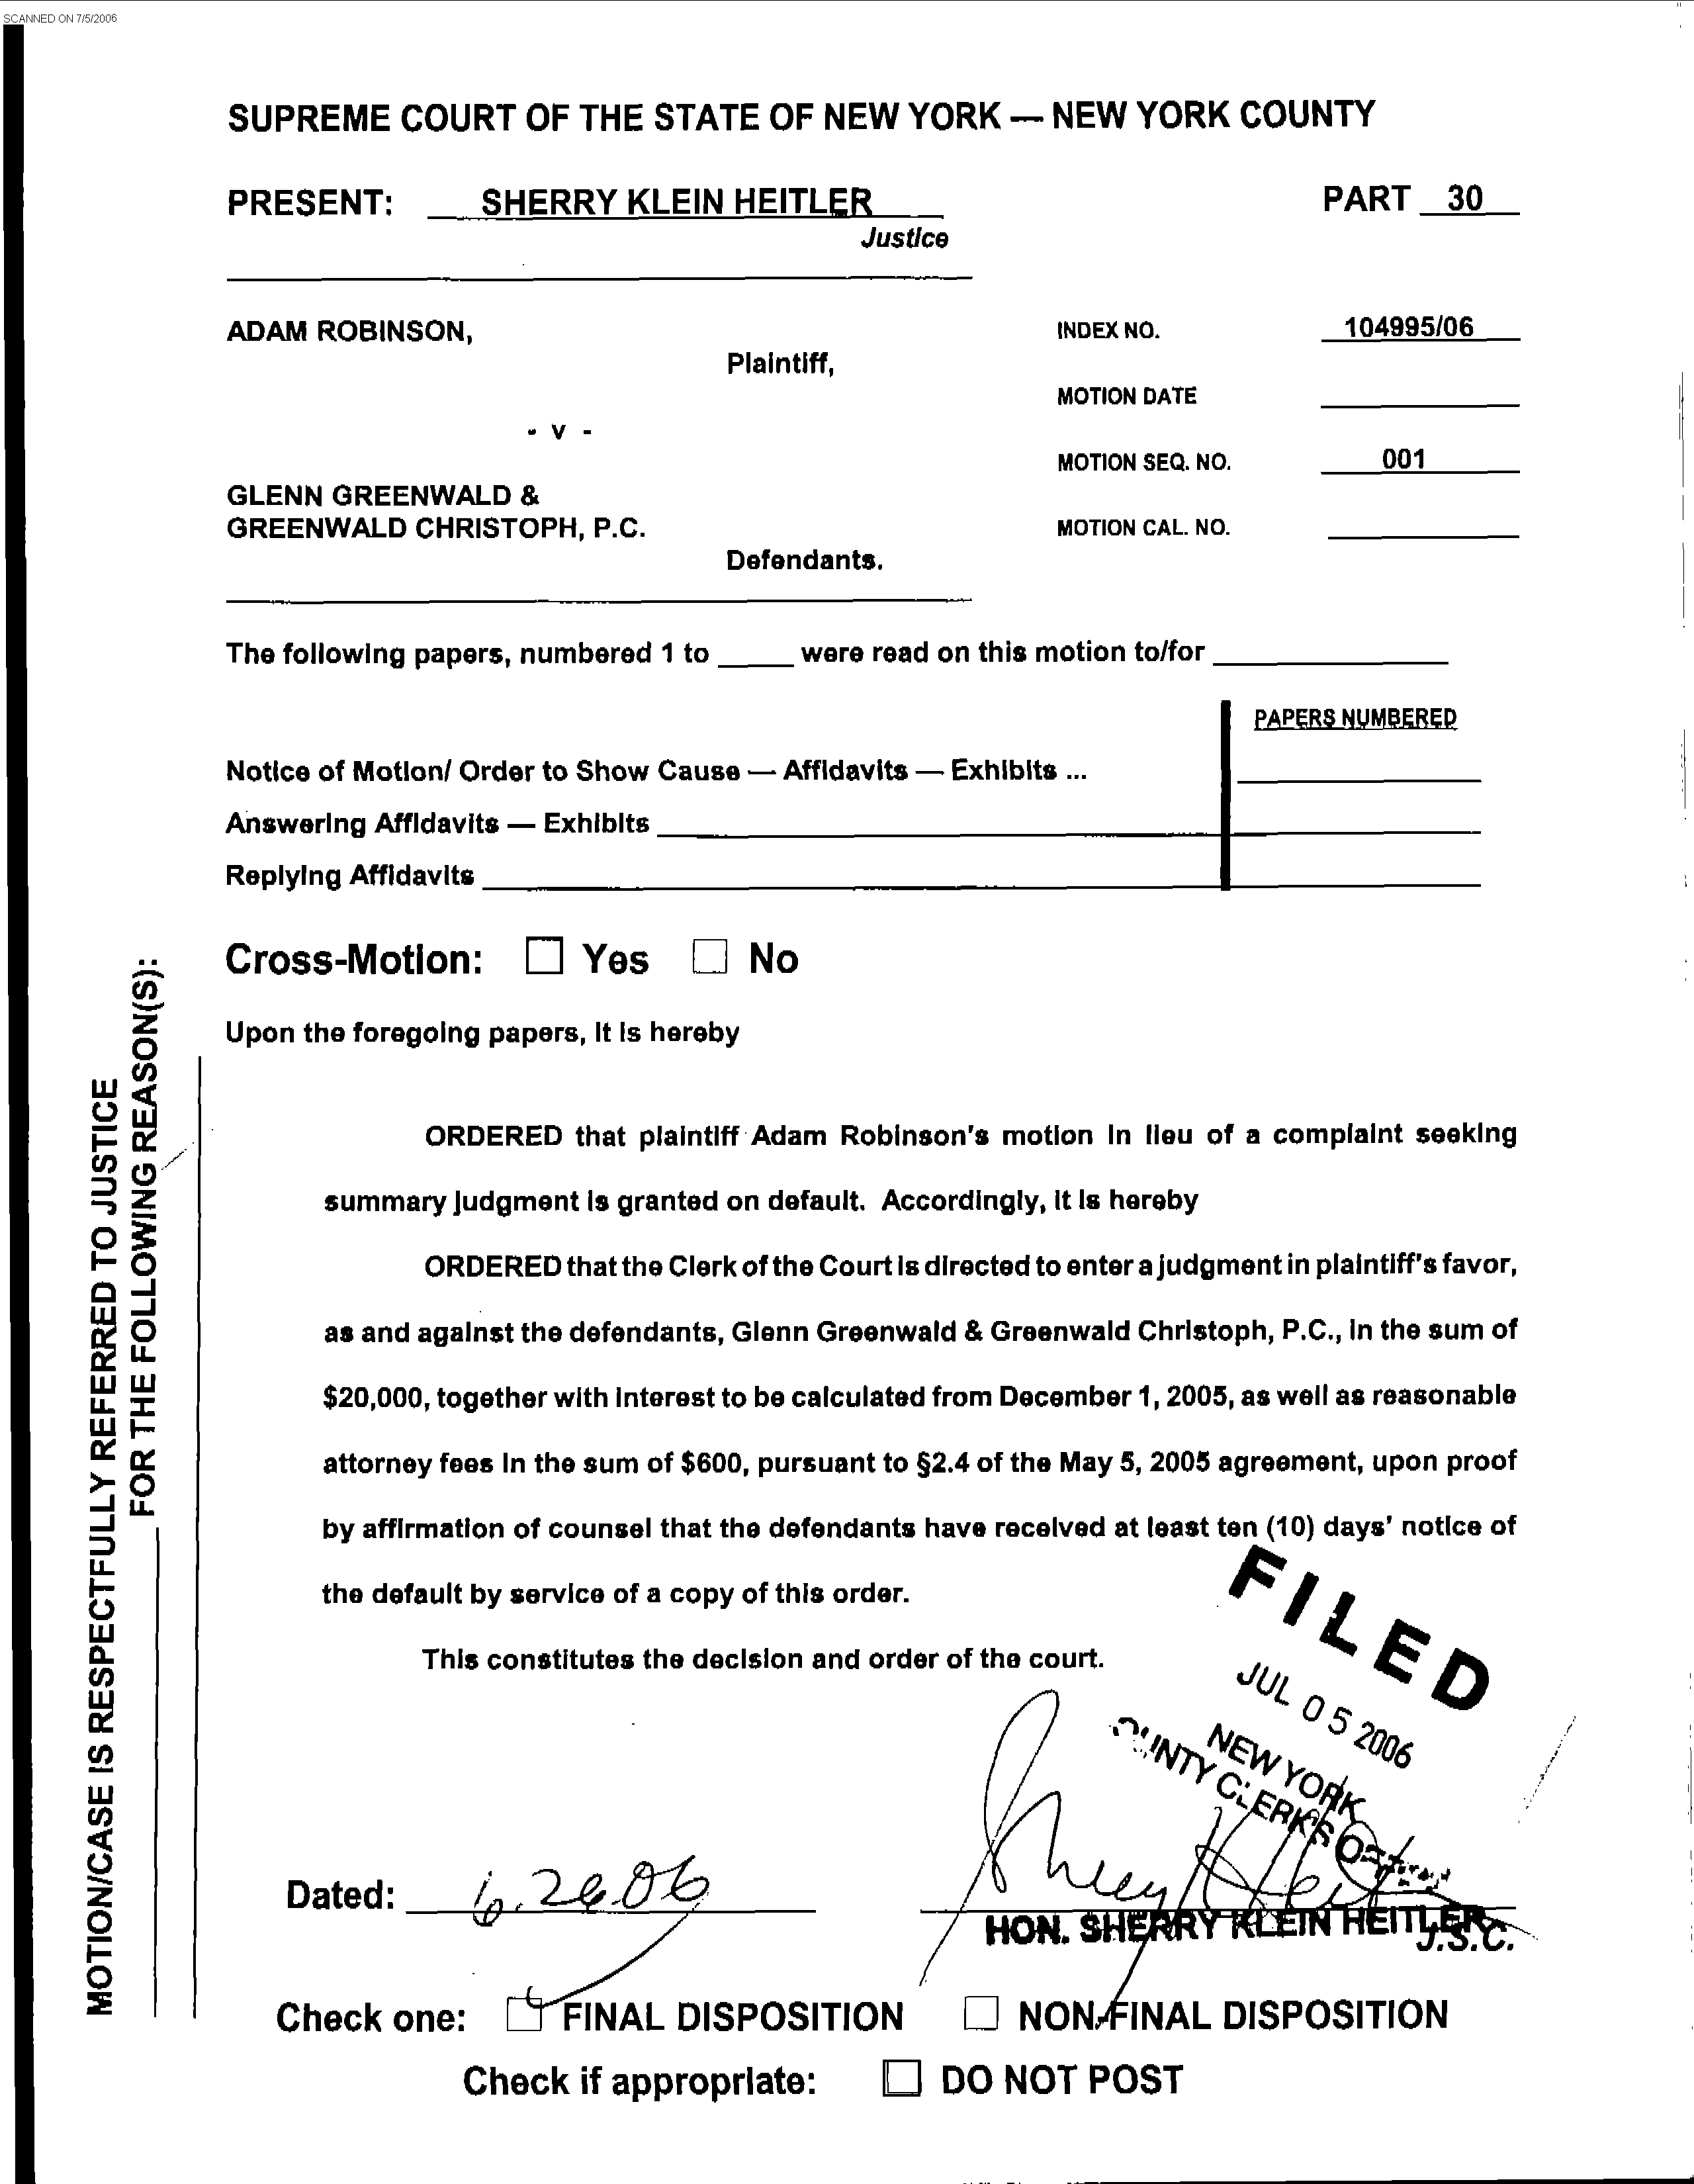 SCANNED ON 7/5/2006
SUPREME COURT OF THE STATE OF NEW YORK — NEW YORK COUNTY
PRESENT: SHERRY KLEIN HEITLER
Justice
PART 30
ADAM ROBINSON,
Plaintiff,
- v -
GLENN GREENWALD &
GREENWALD CHRISTOPH, P.C.
Defendants.
INDEX NO. 104995/06
MOTION DATE
MOTION SEQ. NO. 001
MOTION CAL. NO.
The following papers, numbered 1 to _____ were read on this motion to/for _____
PAPERS NUMBERED
Notice of Motion/ Order to Show Cause — Affidavits — Exhibits ...
Answering Affidavits — Exhibits
Replying Affidavits
Cross-Motion: ☐ Yes ☐ No
Upon the foregoing papers, it is hereby
ORDERED that plaintiff Adam Robinson's motion in lieu of a complaint seeking
summary judgment is granted on default. Accordingly, it is hereby
ORDERED that the Clerk of the Court is directed to enter a judgment in plaintiff's favor,
as and against the defendants, Glenn Greenwald & Greenwald Christoph, P.C., in the sum of
$20,000, together with interest to be calculated from December 1, 2005, as well as reasonable
attorney fees in the sum of $600, pursuant to §2.4 of the May 5, 2005 agreement, upon proof
by affirmation of counsel that the defendants have received at least ten (10) days' notice of
the default by service of a copy of this order.
This constitutes the decision and order of the court.
FILED
JUL 05 2006
NEW YORK
COUNTY CLERK'S OFFICE
Dated: 6.26.06
HON. SHERRY KLEIN HEITLER
J.S.C.
Check one: FINAL DISPOSITION ☐ NON-FINAL DISPOSITION
Check if appropriate: ☐ DO NOT POST
MOTION/CASE IS RESPECTFULLY REFERRED TO JUSTICE
FOR THE FOLLOWING REASON(S):